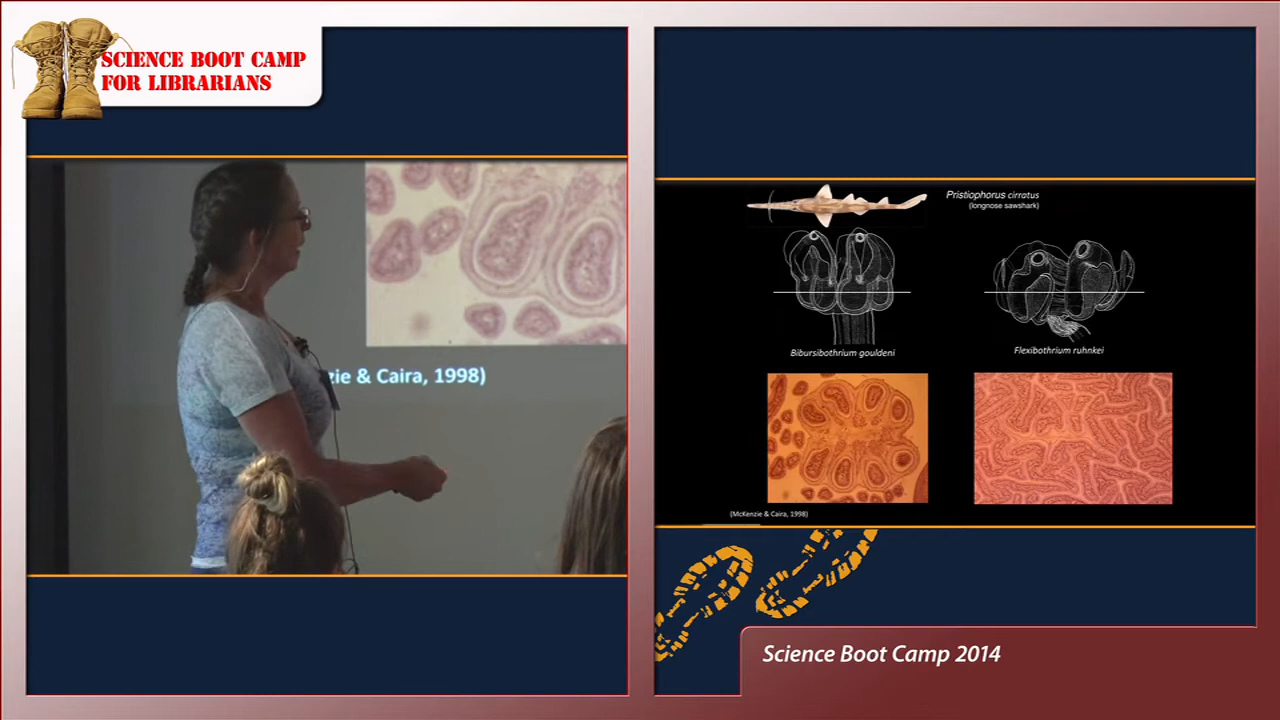 SCIENCE BOOT CAMP
FOR LIBRARIANS
zie & Caira, 1998)
Pristiophorus cirratus
(longnose sawshark)
Bibursibothrium gouldeni
Flexibothrium ruhnkei
(McKenzie & Caira, 1998)
Science Boot Camp 2014